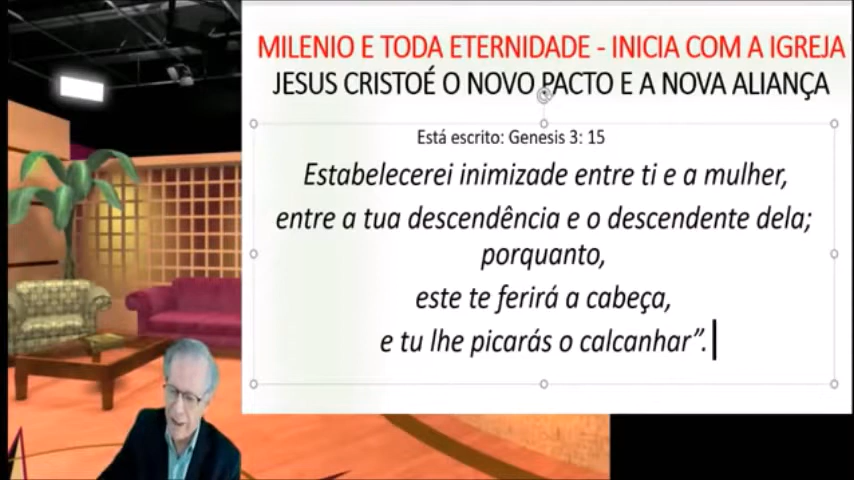 MILENIO E TODA ETERNIDADE - INICIA COM A IGREJA
JESUS CRISTOÉ O NOVO PACTO E A NOVA ALIANÇA
Está escrito: Genesis 3: 15
Estabelecerei inimizade entre ti e a mulher,
entre a tua descendência e o descendente dela;
porquanto,
este te ferirá a cabeça,
e tu lhe picarás o calcanhar”.